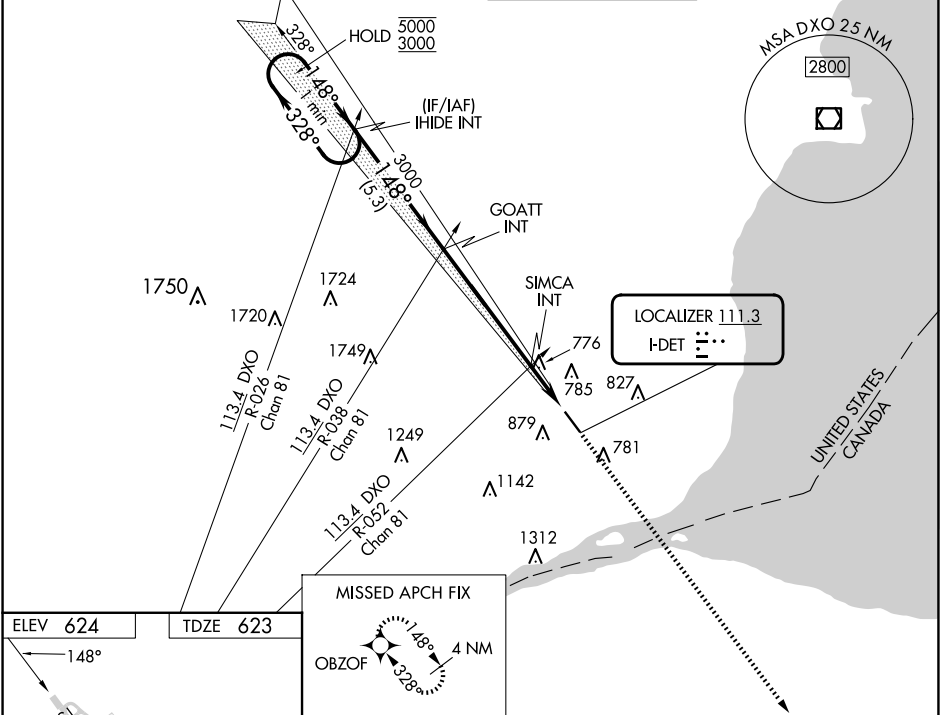 HOLD 5000
3000
328°
148°
1 min
328°
(IF/IAF)
IHIDE INT
3000
148°
(5.3)
GOATT
INT
SIMCA
INT
MSA DXO 25 NM
2800
LOCALIZER 111.3
I-DET
1750
1724
1720
1749
776
785
827
879
781
1249
1142
1312
113.4 DXO
R-026
Chan 81
113.4 DXO
R-038
Chan 81
113.4 DXO
R-052
Chan 81
UNITED STATES
CANADA
ELEV 624
TDZE 623
148°
MISSED APCH FIX
OBZOF
148°
328°
4 NM